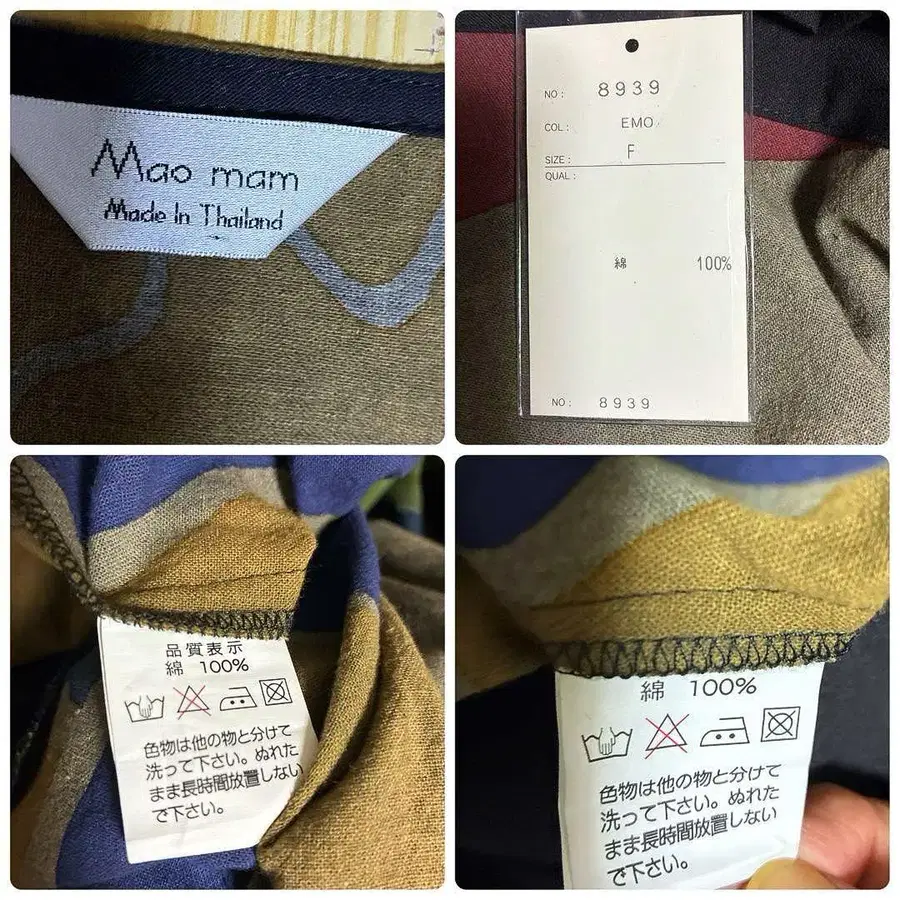 Mao mam
Made In Thailand
NO: 8939
COL: EMO
SIZE: F
QUAL:
綿 100%
NO: 8939
品質表示
綿 100%
色物は他の物と分けて
洗って下さい。ぬれた
まま長時間放置しない
で下さい。
綿 100%
色物は他の物と分けて
洗って下さい。ぬれた
まま長時間放置しない
で下さい。